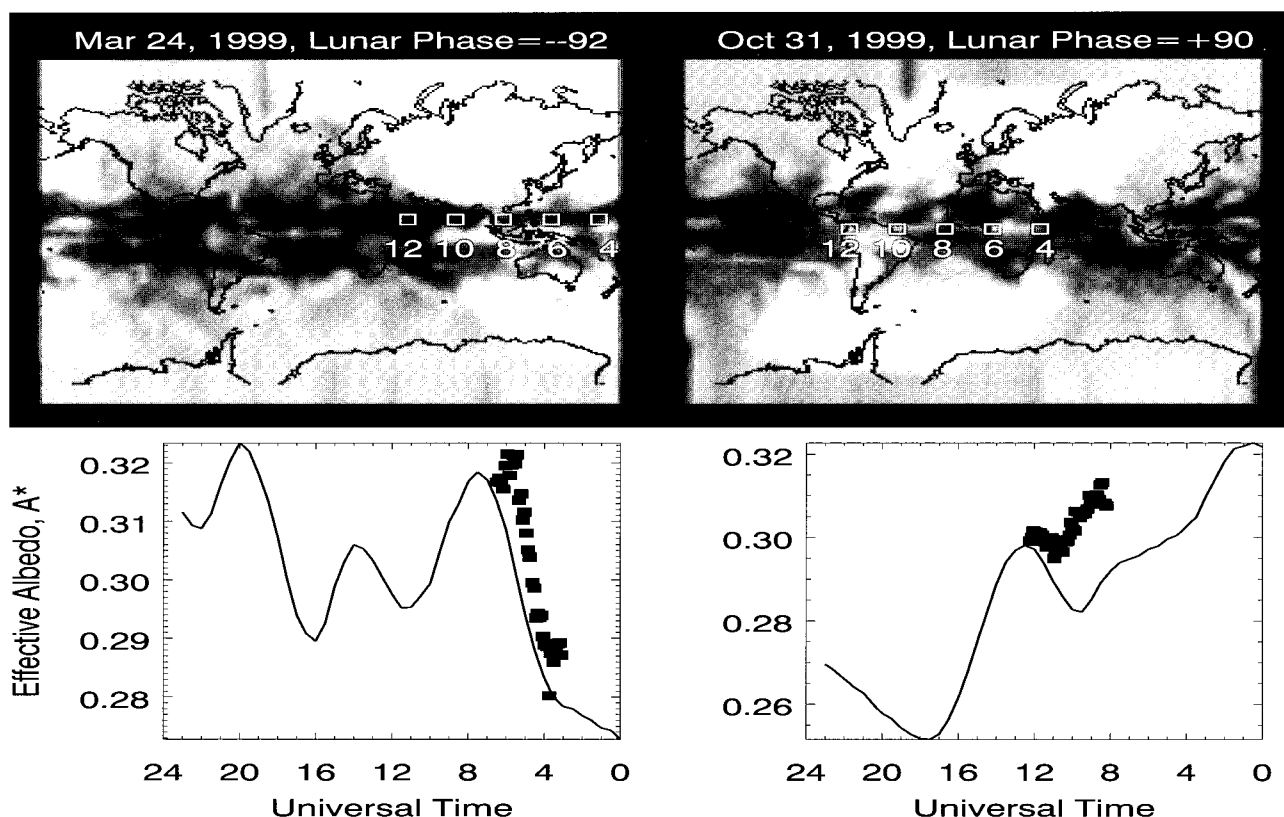 Mar 24, 1999, Lunar Phase=--92
Oct 31, 1999, Lunar Phase=+90
12 10 8 6 4
12 10 8 6 4
Effective Albedo, A*
0.32
0.31
0.30
0.29
0.28
24 20 16 12 8 4 0
Universal Time
0.32
0.30
0.28
0.26
24 20 16 12 8 4 0
Universal Time